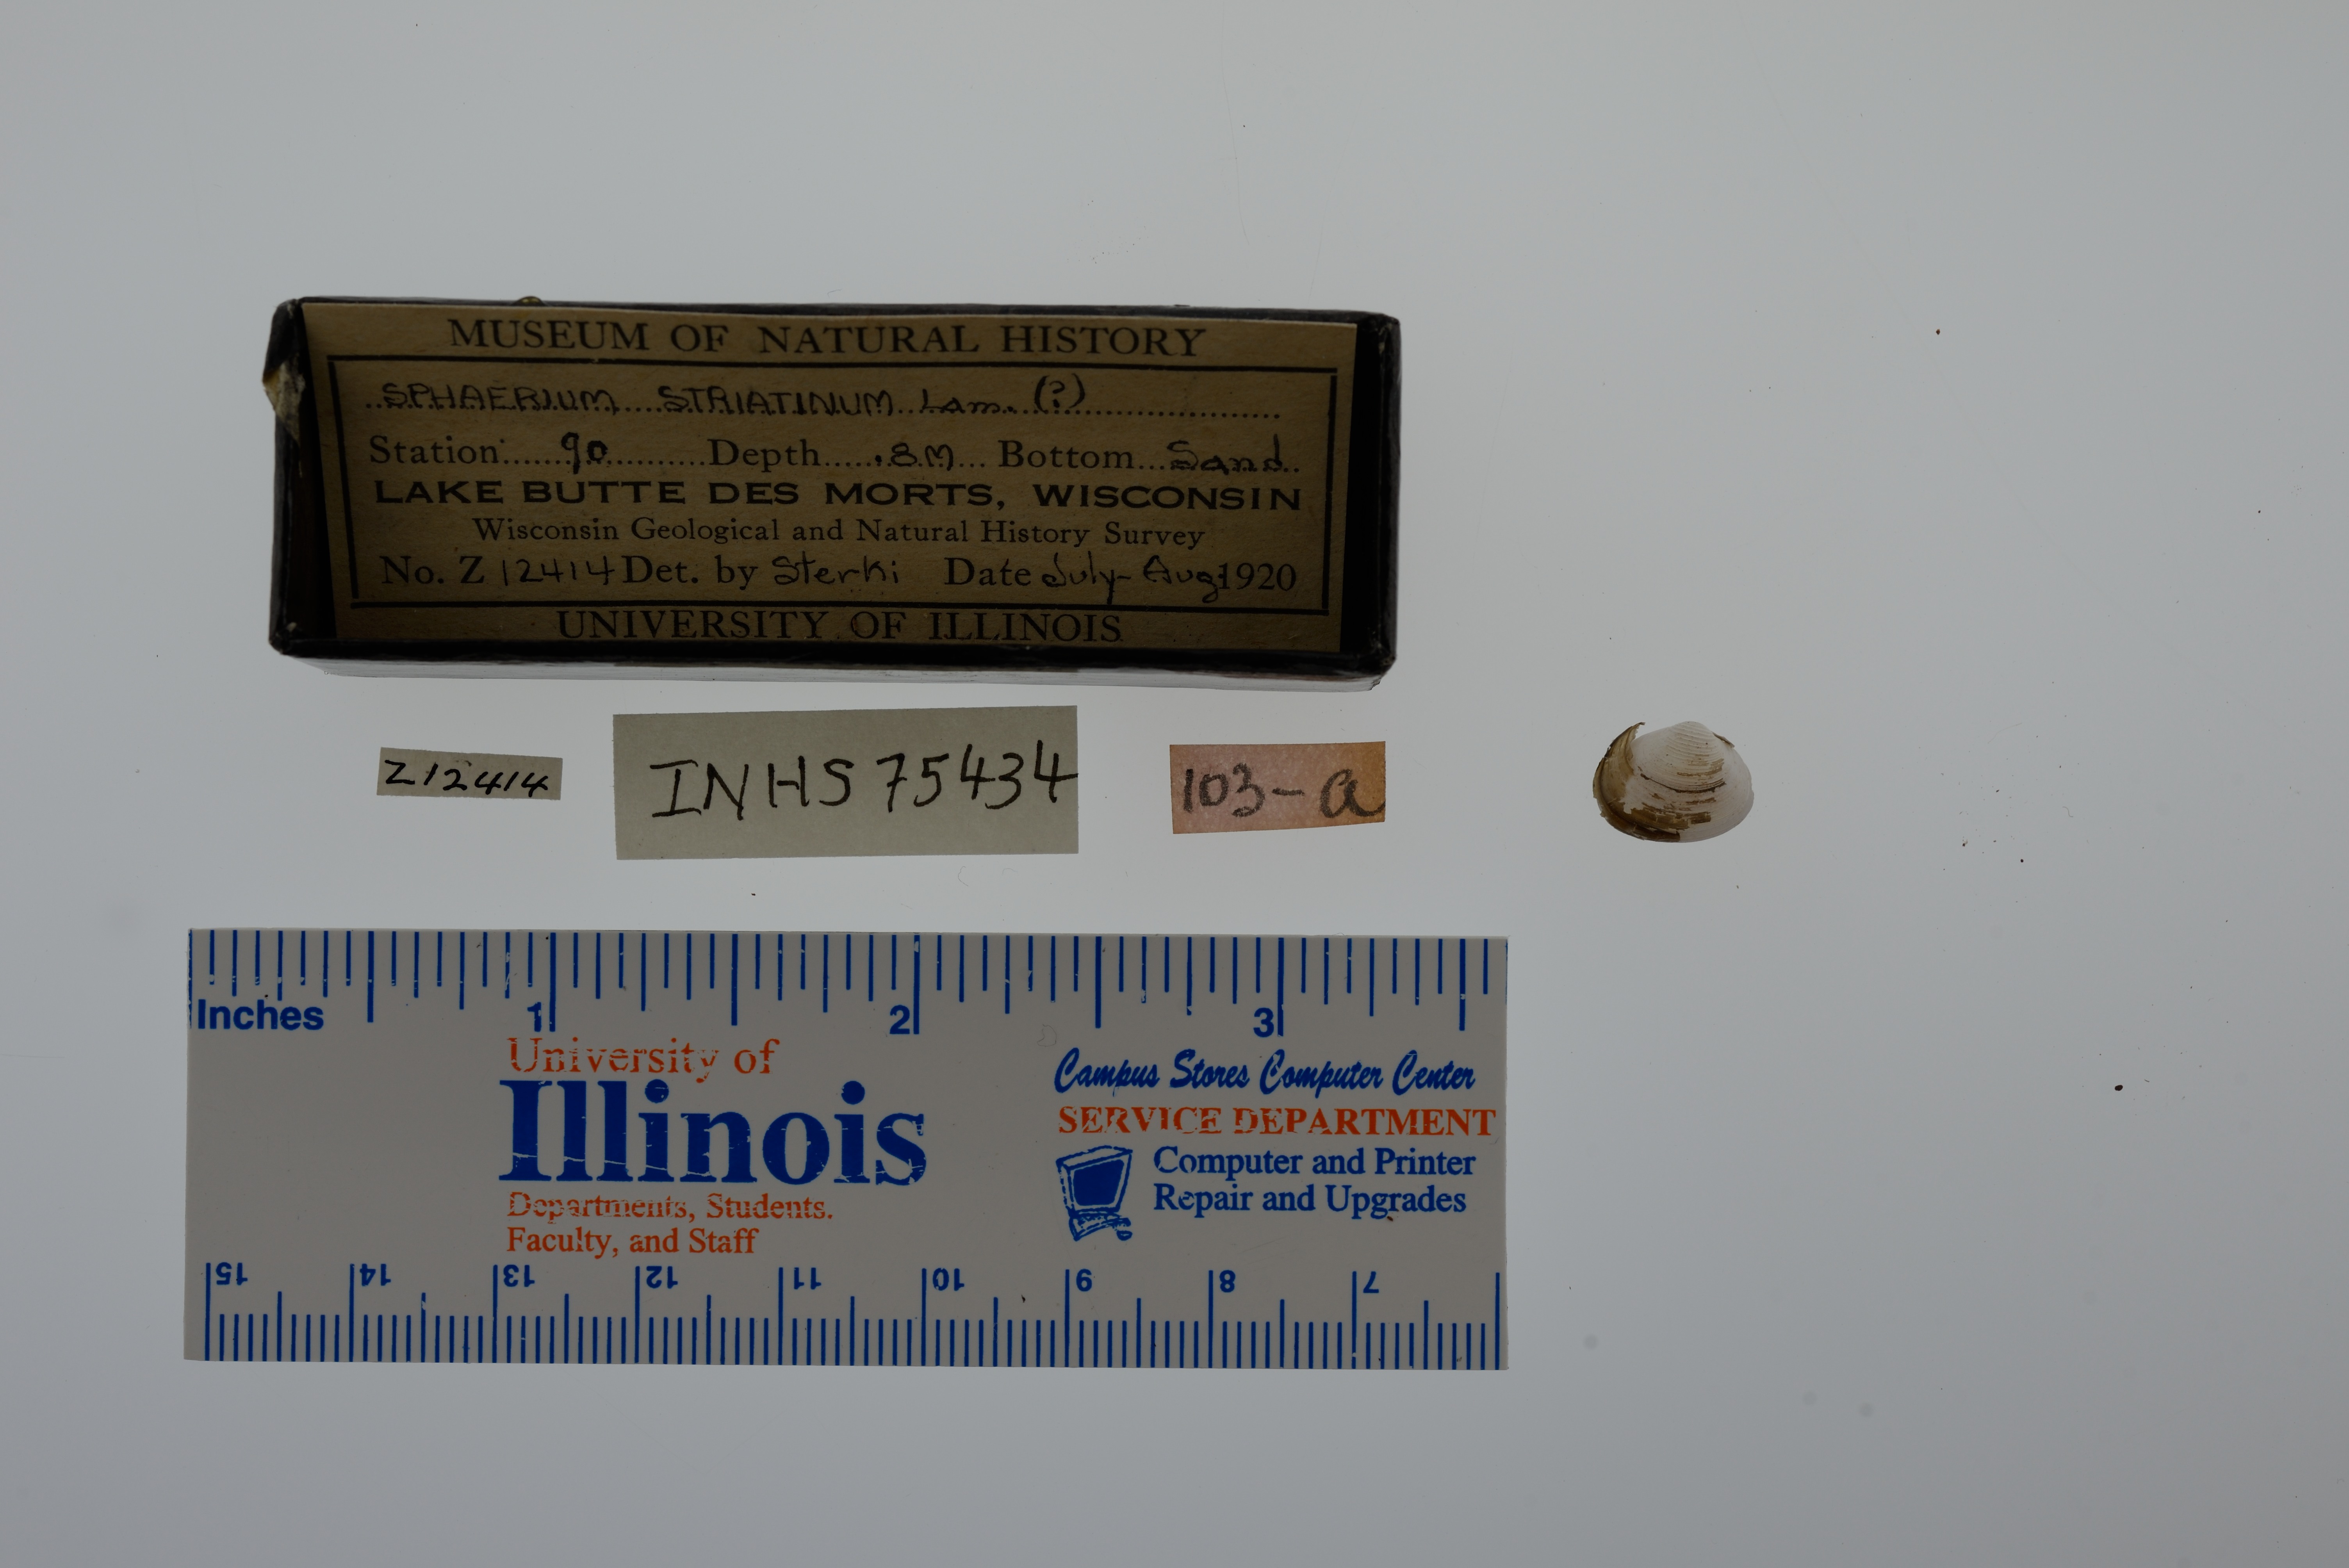 MUSEUM OF NATURAL HISTORY
SPHAERIUM STRIATINUM Lam. (?)
Station 90 Depth .8 M Bottom Sand
LAKE BUTTE DES MORTS, WISCONSIN
Wisconsin Geological and Natural History Survey
No. Z 12414 Det. by Sterki Date July-Aug 1920
UNIVERSITY OF ILLINOIS
Z12414
INHS 75434
103-a
Inches 1 2 3
University of
Illinois
Departments, Students.
Faculty, and Staff
Campus Stores Computer Center
SERVICE DEPARTMENT
Computer and Printer
Repair and Upgrades
15 14 13 12 11 10 9 8 7